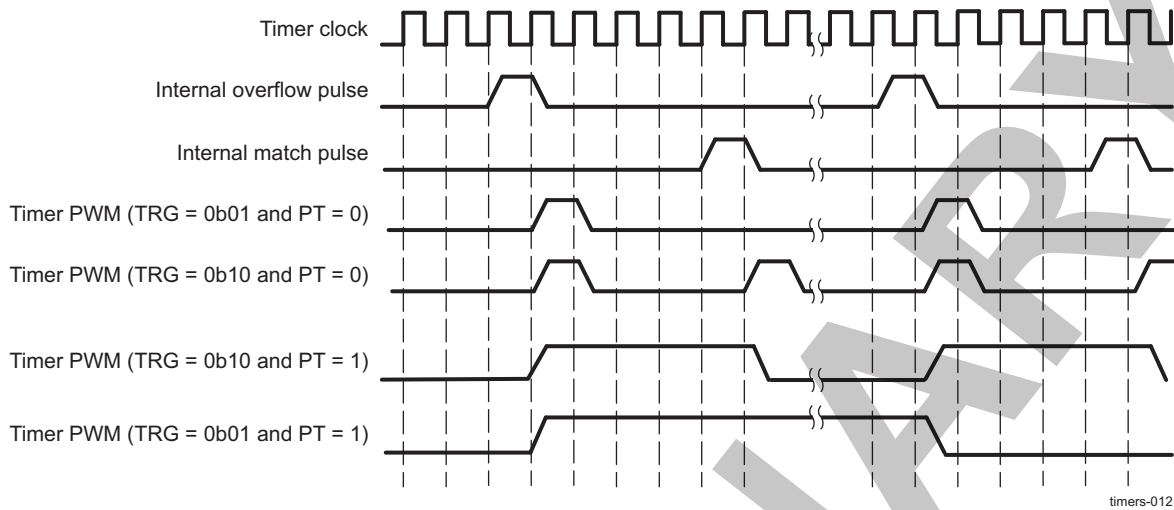 Timer clock
Internal overflow pulse
Internal match pulse
Timer PWM (TRG = 0b01 and PT = 0)
Timer PWM (TRG = 0b10 and PT = 0)
Timer PWM (TRG = 0b10 and PT = 1)
Timer PWM (TRG = 0b01 and PT = 1)
timers-012